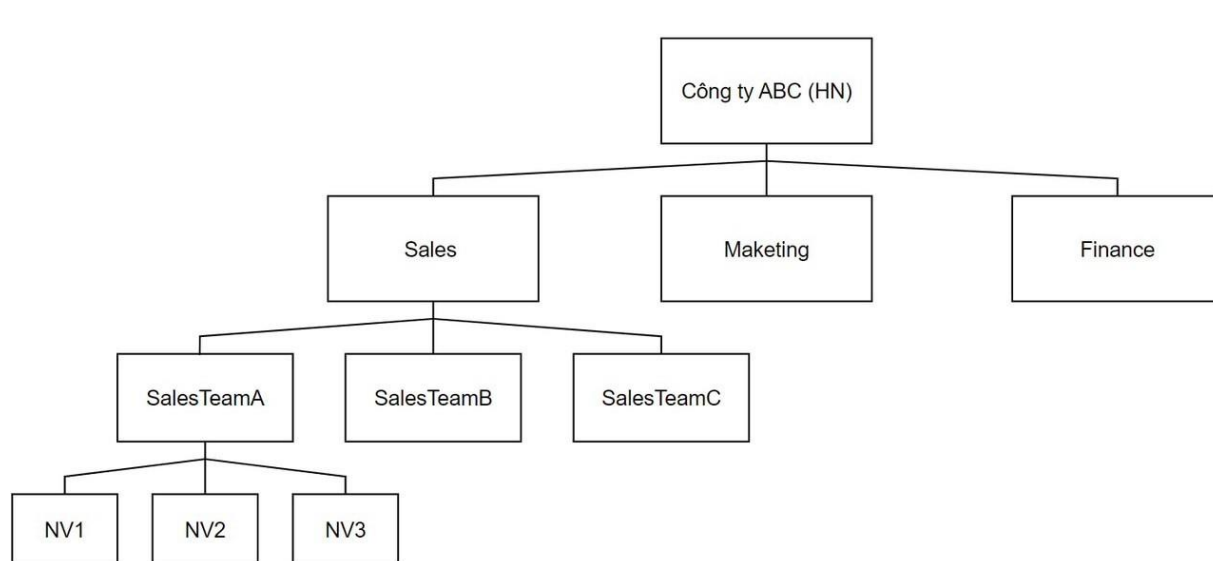 Công ty ABC (HN)
Sales
Maketing
Finance
SalesTeamA
SalesTeamB
SalesTeamC
NV1
NV2
NV3